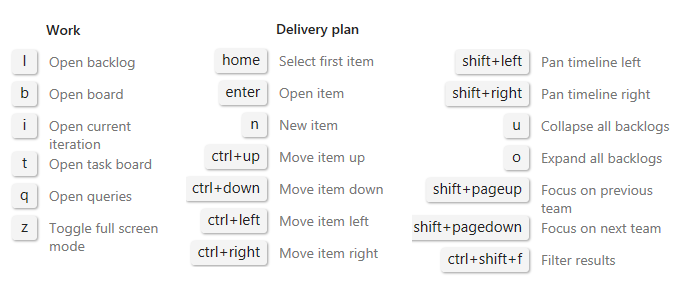 Work
l Open backlog
b Open board
i Open current
iteration
t Open task board
q Open queries
z Toggle full screen
mode
Delivery plan
home Select first item
enter Open item
n New item
ctrl+up Move item up
ctrl+down Move item down
ctrl+left Move item left
ctrl+right Move item right
shift+left Pan timeline left
shift+right Pan timeline right
u Collapse all backlogs
o Expand all backlogs
shift+pageup Focus on previous
team
shift+pagedown Focus on next team
ctrl+shift+f Filter results